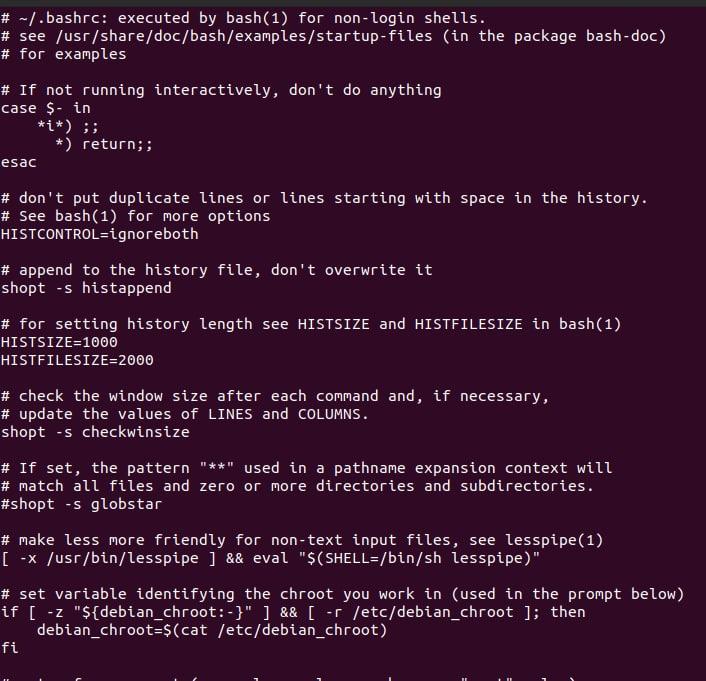 # ~/.bashrc: executed by bash(1) for non-login shells.
# see /usr/share/doc/bash/examples/startup-files (in the package bash-doc)
# for examples
# If not running interactively, don't do anything
case $- in
    *i*) ;;
      *) return;;
esac
# don't put duplicate lines or lines starting with space in the history.
# See bash(1) for more options
HISTCONTROL=ignoreboth
# append to the history file, don't overwrite it
shopt -s histappend
# for setting history length see HISTSIZE and HISTFILESIZE in bash(1)
HISTSIZE=1000
HISTFILESIZE=2000
# check the window size after each command and, if necessary,
# update the values of LINES and COLUMNS.
shopt -s checkwinsize
# If set, the pattern "**" used in a pathname expansion context will
# match all files and zero or more directories and subdirectories.
#shopt -s globstar
# make less more friendly for non-text input files, see lesspipe(1)
[ -x /usr/bin/lesspipe ] && eval "$(SHELL=/bin/sh lesspipe)"
# set variable identifying the chroot you work in (used in the prompt below)
if [ -z "${debian_chroot:-}" ] && [ -r /etc/debian_chroot ]; then
    debian_chroot=$(cat /etc/debian_chroot)
fi